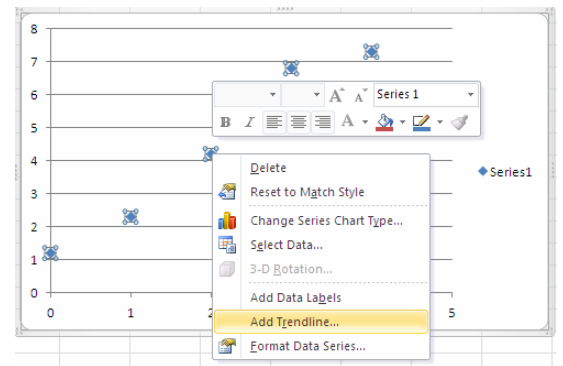 8
7
6
5
4
3
2
1
0
0 1 2 5
A A Series 1
B I A
Series1
Delete
Reset to Match Style
Change Series Chart Type...
Select Data...
3-D Rotation...
Add Data Labels
Add Trendline...
Format Data Series...